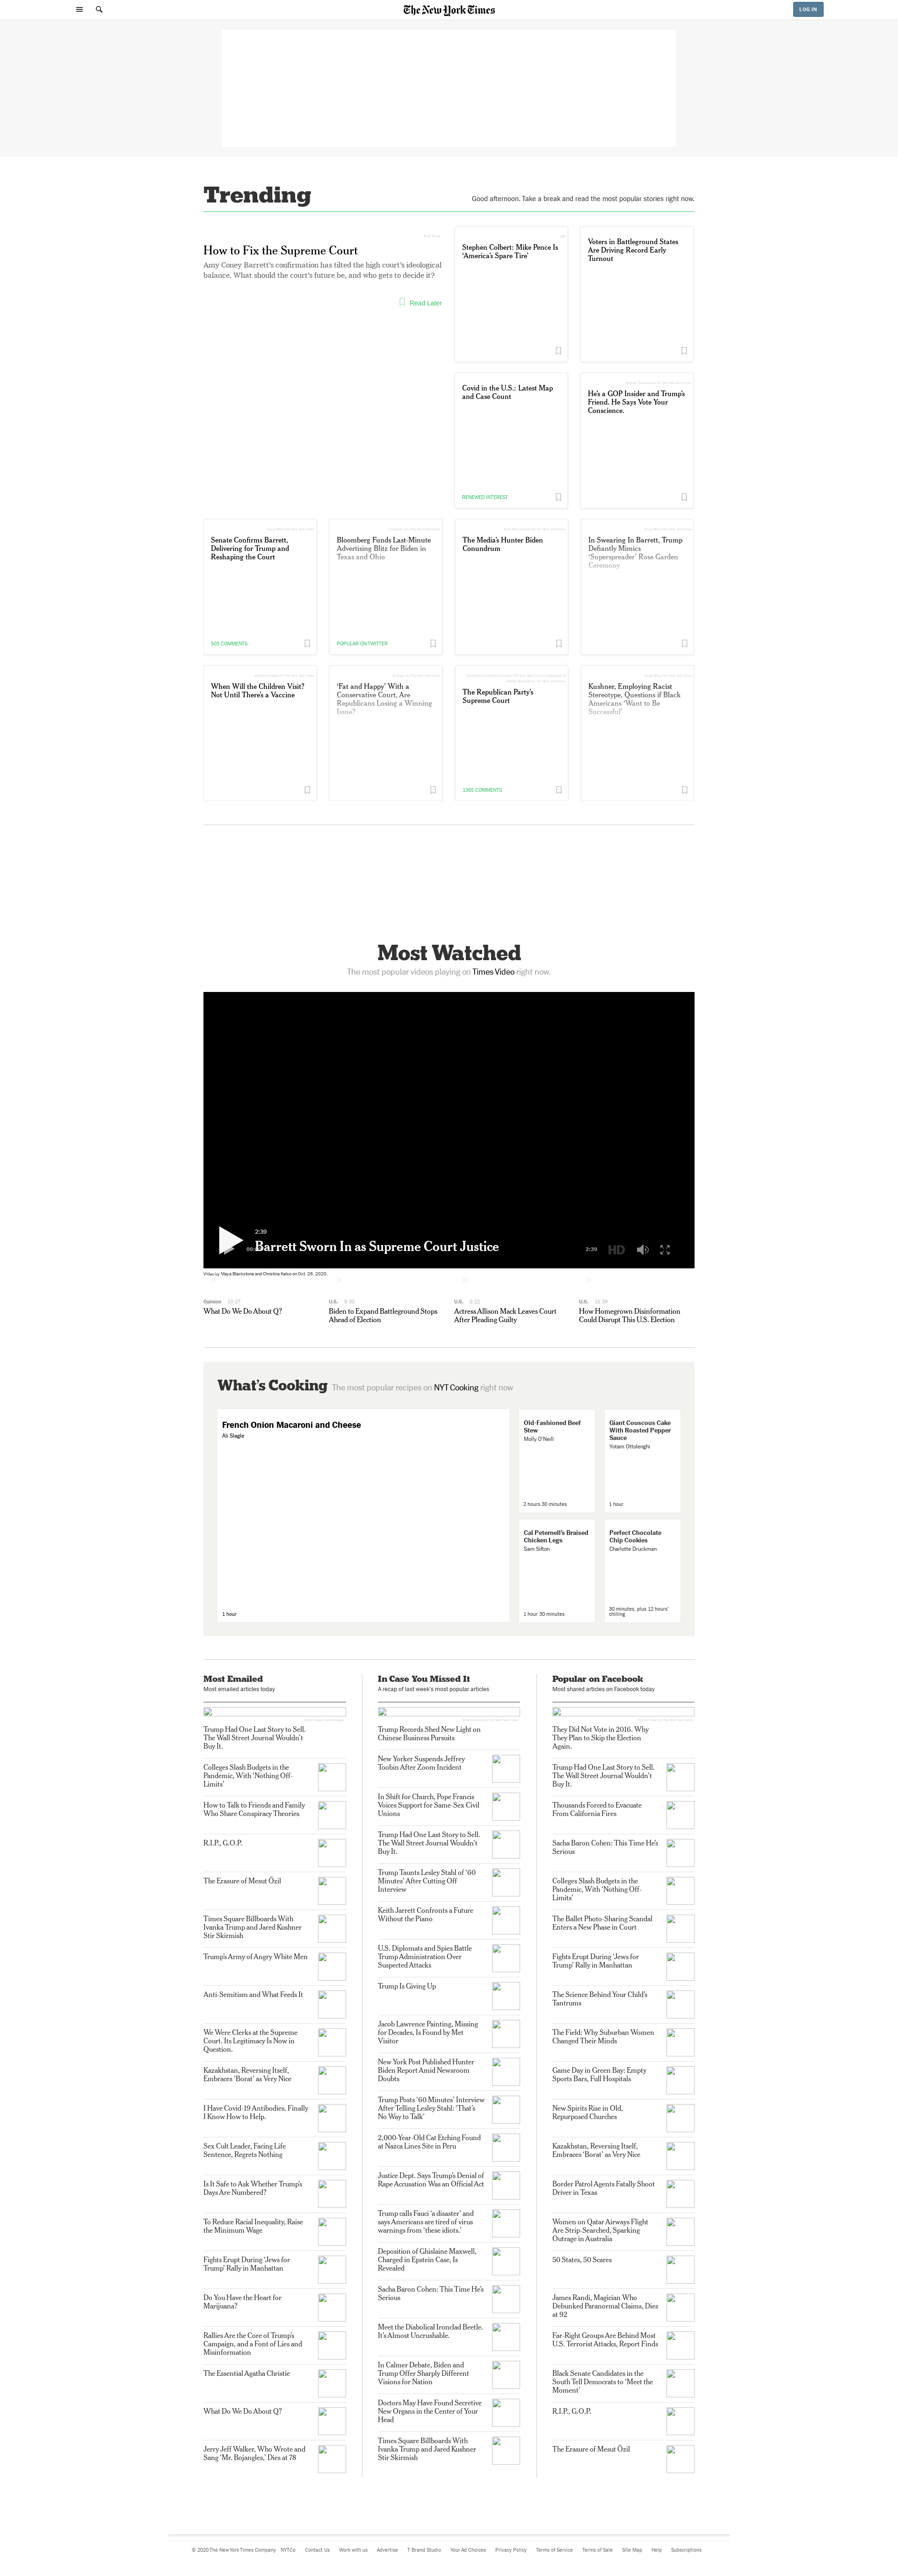 The New York Times
LOG IN
Trending
Good afternoon. Take a break and read the most popular stories right now.
How to Fix the Supreme Court
Amy Coney Barrett's confirmation has tilted the high court's ideological
balance. What should the court's future be, and who gets to decide it?
Read Later
Stephen Colbert: Mike Pence Is
'America's Spare Tire'
Voters in Battleground States
Are Driving Record Early
Turnout
Covid in the U.S.: Latest Map
and Case Count
RENEWED INTEREST
He's a GOP Insider and Trump's
Friend. He Says Vote Your
Conscience.
Senate Confirms Barrett,
Delivering for Trump and
Reshaping the Court
503 COMMENTS
Bloomberg Funds Last-Minute
Advertising Blitz for Biden in
Texas and Ohio
POPULAR ON TWITTER
The Media's Hunter Biden
Conundrum
In Swearing In Barrett, Trump
Defiantly Mimics
'Superspreader' Rose Garden
Ceremony
When Will the Children Visit?
Not Until There's a Vaccine
'Fat and Happy' With a
Conservative Court, Are
Republicans Losing a Winning
Issue?
The Republican Party's
Supreme Court
1365 COMMENTS
Kushner, Employing Racist
Stereotype, Questions if Black
Americans 'Want to Be
Successful'
Most Watched
The most popular videos playing on Times Video right now.
2:39
Barrett Sworn In as Supreme Court Justice
2:39
HD
Video by Maya Blackstone and Christina Kelso on Oct. 26, 2020.
Opinion 10:27
What Do We Do About Q?
U.S. 6:30
Biden to Expand Battleground Stops
Ahead of Election
U.S. 0:32
Actress Allison Mack Leaves Court
After Pleading Guilty
U.S. 15:39
How Homegrown Disinformation
Could Disrupt This U.S. Election
What's Cooking The most popular recipes on NYT Cooking right now
French Onion Macaroni and Cheese
Ali Slagle
1 hour
Old-Fashioned Beef
Stew
Molly O'Neill
2 hours 30 minutes
Giant Couscous Cake
With Roasted Pepper
Sauce
Yotam Ottolenghi
1 hour
Cal Peternell's Braised
Chicken Legs
Sam Sifton
1 hour 30 minutes
Perfect Chocolate
Chip Cookies
Charlotte Druckman
30 minutes, plus 12 hours'
chilling
Most Emailed
Most emailed articles today
Trump Had One Last Story to Sell.
The Wall Street Journal Wouldn't
Buy It.
Colleges Slash Budgets in the
Pandemic, With 'Nothing Off-
Limits'
How to Talk to Friends and Family
Who Share Conspiracy Theories
R.I.P., G.O.P.
The Erasure of Mesut Özil
Times Square Billboards With
Ivanka Trump and Jared Kushner
Stir Skirmish
Trump's Army of Angry White Men
Anti-Semitism and What Feeds It
We Were Clerks at the Supreme
Court. Its Legitimacy Is Now in
Question.
Kazakhstan, Reversing Itself,
Embraces 'Borat' as Very Nice
I Have Covid-19 Antibodies. Finally
I Know How to Help.
Sex Cult Leader, Facing Life
Sentence, Regrets Nothing
Is It Safe to Ask Whether Trump's
Days Are Numbered?
To Reduce Racial Inequality, Raise
the Minimum Wage
Fights Erupt During 'Jews for
Trump' Rally in Manhattan
Do You Have the Heart for
Marijuana?
Rallies Are the Core of Trump's
Campaign, and a Font of Lies and
Misinformation
The Essential Agatha Christie
What Do We Do About Q?
Jerry Jeff Walker, Who Wrote and
Sang 'Mr. Bojangles,' Dies at 78
In Case You Missed It
A recap of last week's most popular articles
Trump Records Shed New Light on
Chinese Business Pursuits
New Yorker Suspends Jeffrey
Toobin After Zoom Incident
In Shift for Church, Pope Francis
Voices Support for Same-Sex Civil
Unions
Trump Had One Last Story to Sell.
The Wall Street Journal Wouldn't
Buy It.
Trump Taunts Lesley Stahl of '60
Minutes' After Cutting Off
Interview
Keith Jarrett Confronts a Future
Without the Piano
U.S. Diplomats and Spies Battle
Trump Administration Over
Suspected Attacks
Trump Is Giving Up
Jacob Lawrence Painting, Missing
for Decades, Is Found by Met
Visitor
New York Post Published Hunter
Biden Report Amid Newsroom
Doubts
Trump Posts '60 Minutes' Interview
After Telling Lesley Stahl: 'That's
No Way to Talk'
2,000-Year-Old Cat Etching Found
at Nazca Lines Site in Peru
Justice Dept. Says Trump's Denial of
Rape Accusation Was an Official Act
Trump calls Fauci 'a disaster' and
says Americans are tired of virus
warnings from 'these idiots.'
Deposition of Ghislaine Maxwell,
Charged in Epstein Case, Is
Revealed
Sacha Baron Cohen: This Time He's
Serious
Meet the Diabolical Ironclad Beetle.
It's Almost Uncrushable.
In Calmer Debate, Biden and
Trump Offer Sharply Different
Visions for Nation
Doctors May Have Found Secretive
New Organs in the Center of Your
Head
Times Square Billboards With
Ivanka Trump and Jared Kushner
Stir Skirmish
Popular on Facebook
Most shared articles on Facebook today
They Did Not Vote in 2016. Why
They Plan to Skip the Election
Again.
Trump Had One Last Story to Sell.
The Wall Street Journal Wouldn't
Buy It.
Thousands Forced to Evacuate
From California Fires
Sacha Baron Cohen: This Time He's
Serious
Colleges Slash Budgets in the
Pandemic, With 'Nothing Off-
Limits'
The Ballet Photo-Sharing Scandal
Enters a New Phase in Court
Fights Erupt During 'Jews for
Trump' Rally in Manhattan
The Science Behind Your Child's
Tantrums
The Field: Why Suburban Women
Changed Their Minds
Game Day in Green Bay: Empty
Sports Bars, Full Hospitals
New Spirits Rise in Old,
Repurposed Churches
Kazakhstan, Reversing Itself,
Embraces 'Borat' as Very Nice
Border Patrol Agents Fatally Shoot
Driver in Texas
Women on Qatar Airways Flight
Are Strip-Searched, Sparking
Outrage in Australia
50 States, 50 Scares
James Randi, Magician Who
Debunked Paranormal Claims, Dies
at 92
Far-Right Groups Are Behind Most
U.S. Terrorist Attacks, Report Finds
Black Senate Candidates in the
South Tell Democrats to 'Meet the
Moment'
R.I.P., G.O.P.
The Erasure of Mesut Özil
© 2020 The New York Times Company NYTCo Contact Us Work with us Advertise T Brand Studio Your Ad Choices Privacy Policy Terms of Service Terms of Sale Site Map Help Subscriptions